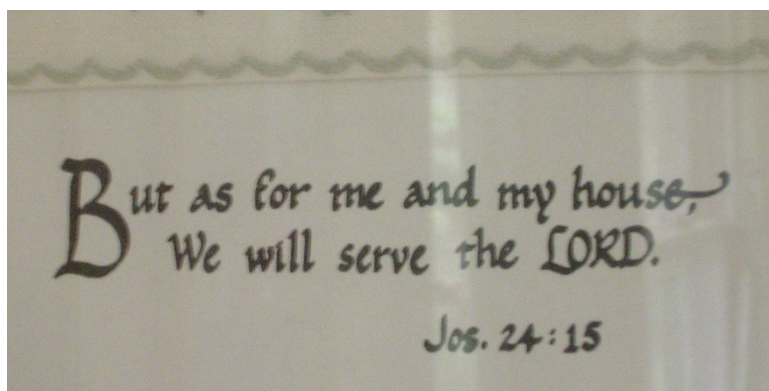 But as for me and my house,
We will serve the LORD.
Jos. 24:15